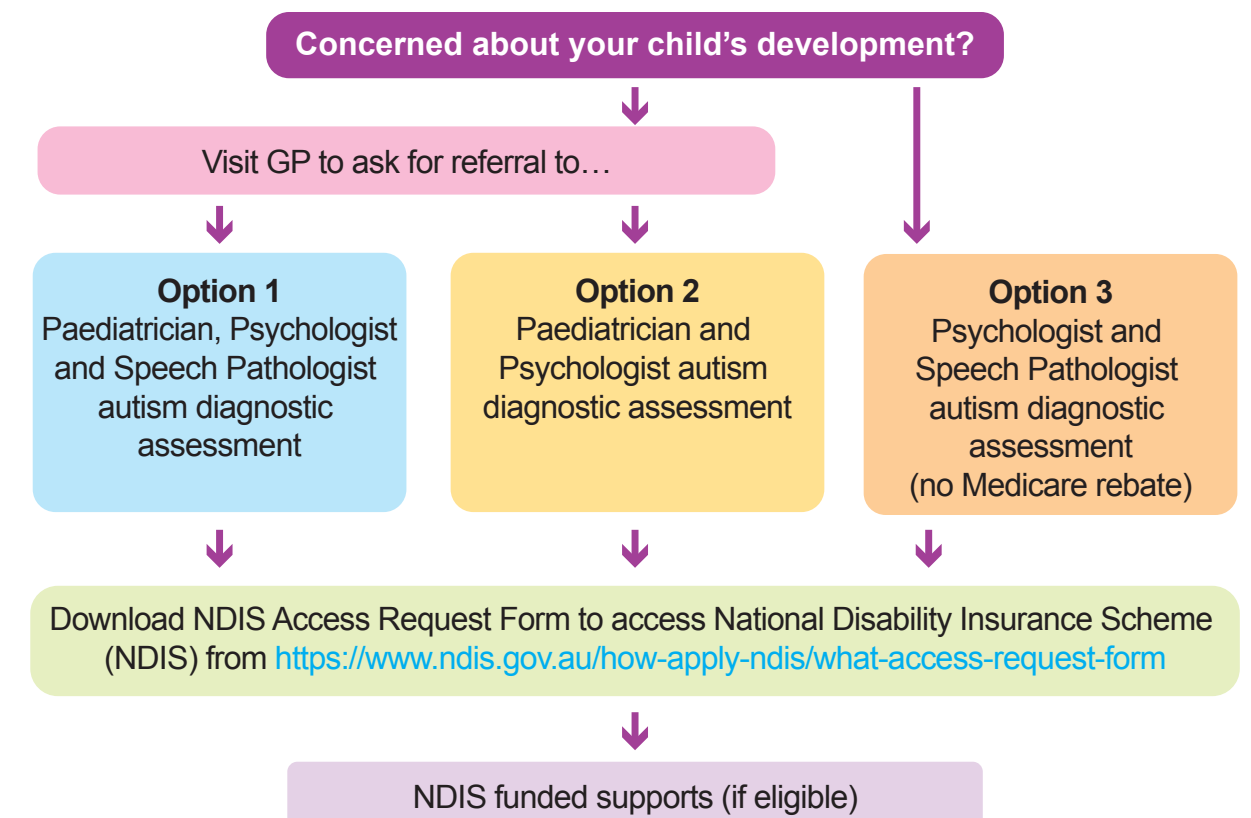 Concerned about your child’s development?
Visit GP to ask for referral to…
Option 1
Paediatrician, Psychologist
and Speech Pathologist
autism diagnostic
assessment
Option 2
Paediatrician and
Psychologist autism
diagnostic assessment
Option 3
Psychologist and
Speech Pathologist
autism diagnostic
assessment
(no Medicare rebate)
Download NDIS Access Request Form to access National Disability Insurance Scheme
(NDIS) from https://www.ndis.gov.au/how-apply-ndis/what-access-request-form
NDIS funded supports (if eligible)